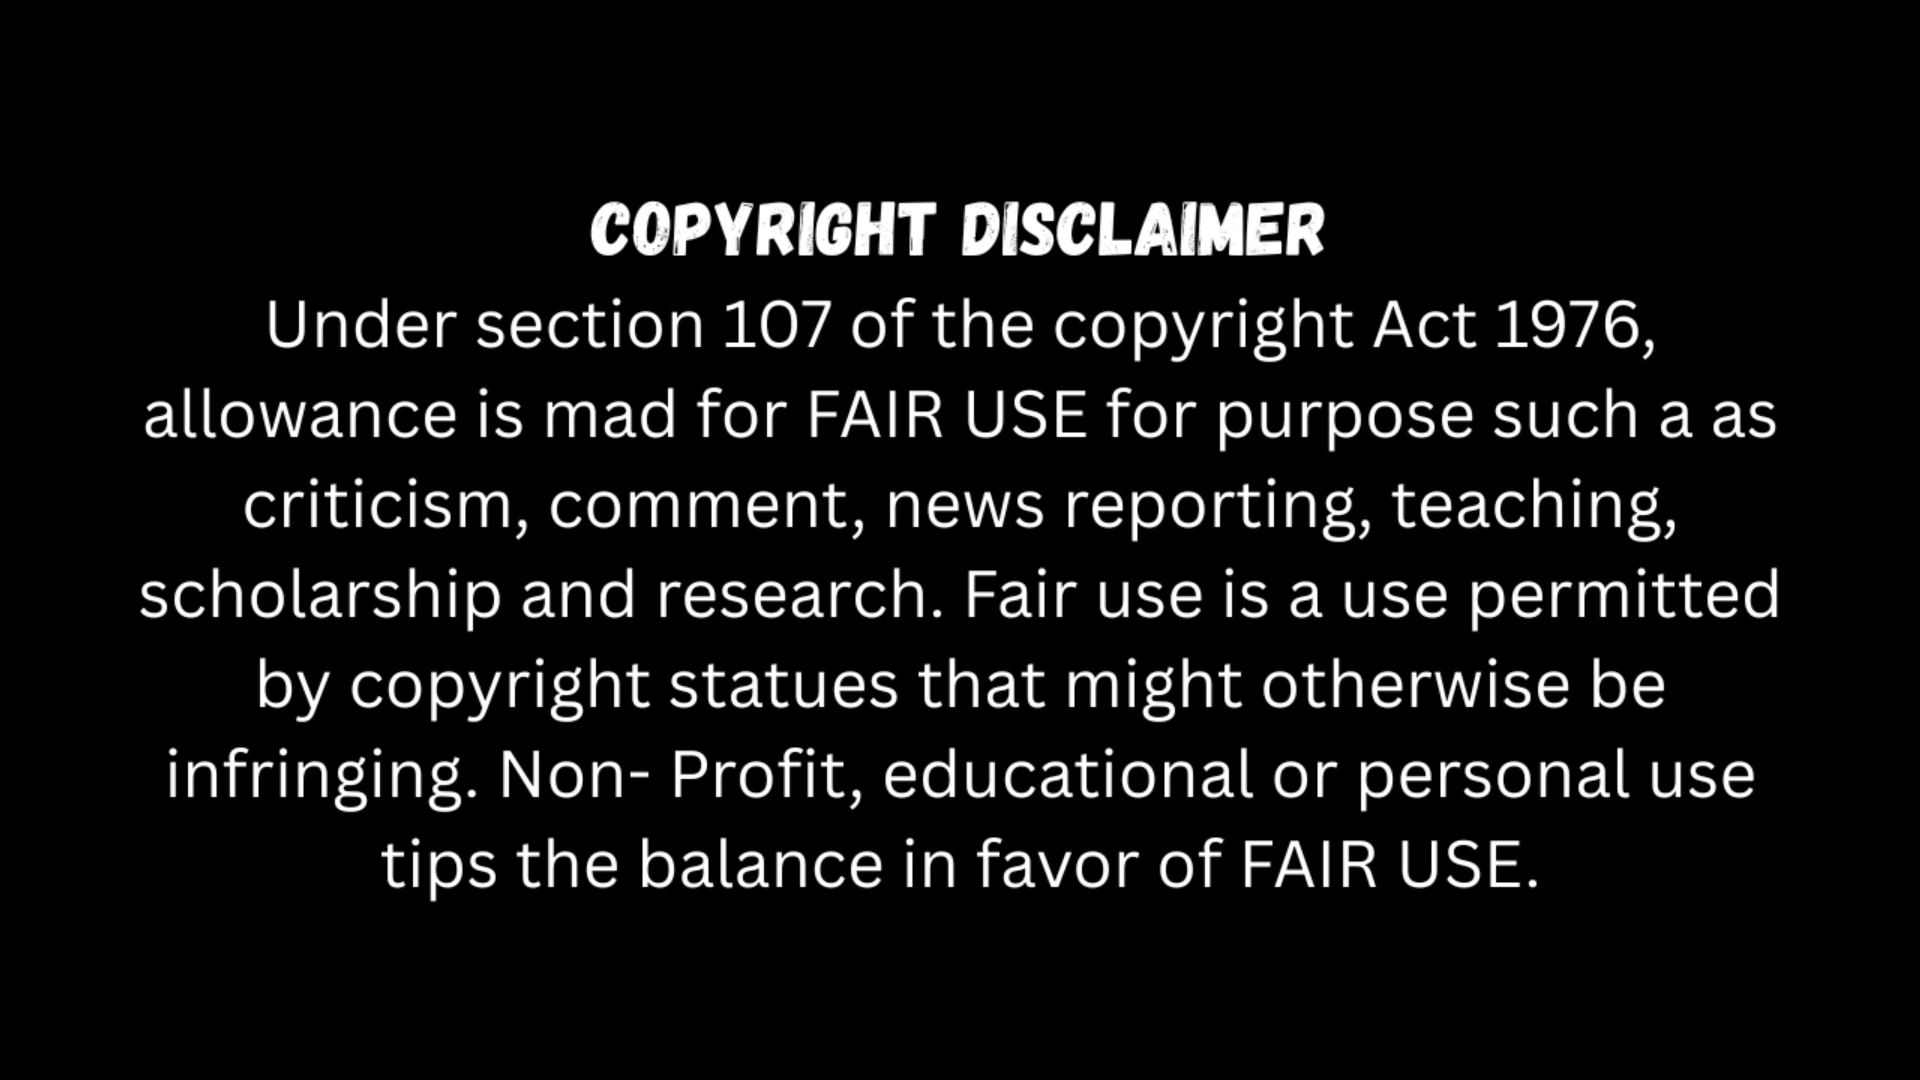 COPYRIGHT DISCLAIMER
Under section 107 of the copyright Act 1976,
allowance is mad for FAIR USE for purpose such a as
criticism, comment, news reporting, teaching,
scholarship and research. Fair use is a use permitted
by copyright statues that might otherwise be
infringing. Non- Profit, educational or personal use
tips the balance in favor of FAIR USE.